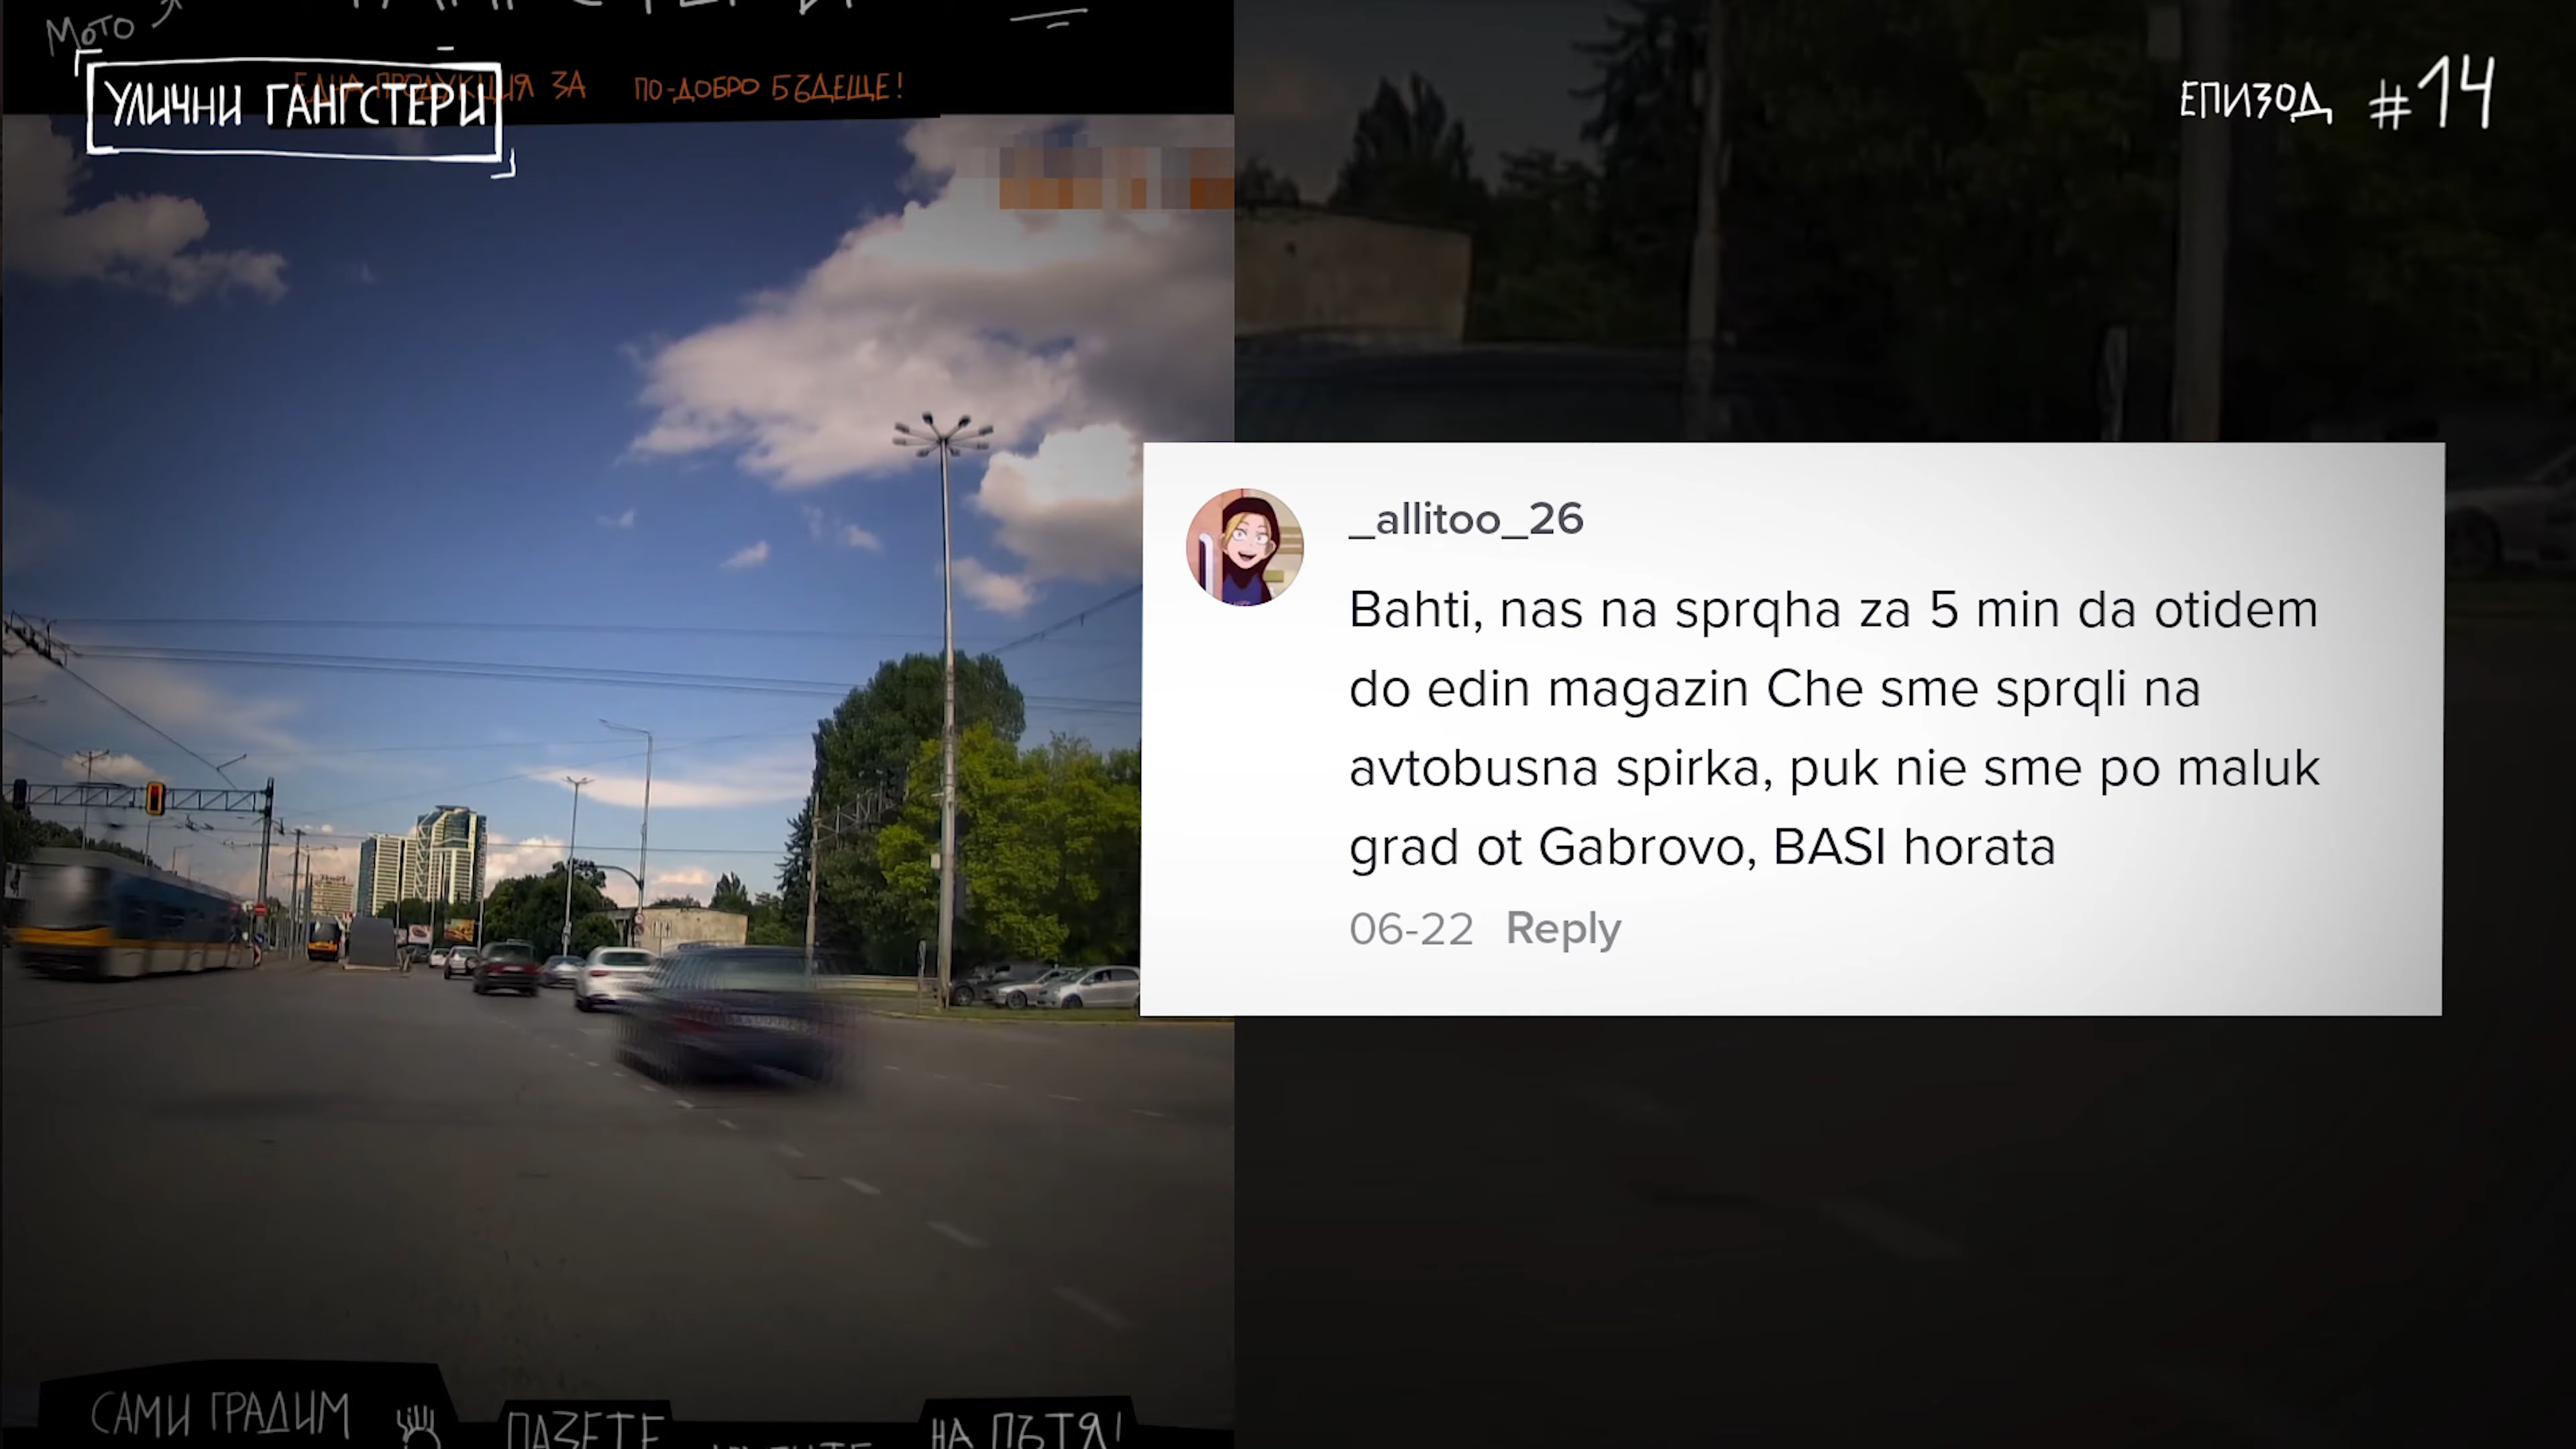 Мото
ЕДНА ПРОДУКЦИЯ ЗА ПО-ДОБРО БЪДЕЩЕ!
УЛИЧНИ ГАНГСТЕРИ
ЕПИЗОД #14
_allitoo_26
Bahti, nas na sprqha za 5 min da otidem
do edin magazin Che sme sprqli na
avtobusna spirka, puk nie sme po maluk
grad ot Gabrovo, BASI horata
06-22 Reply
САМИ ГРАДИМ
ПАЗЕТЕ
НА ПЪТЯ!